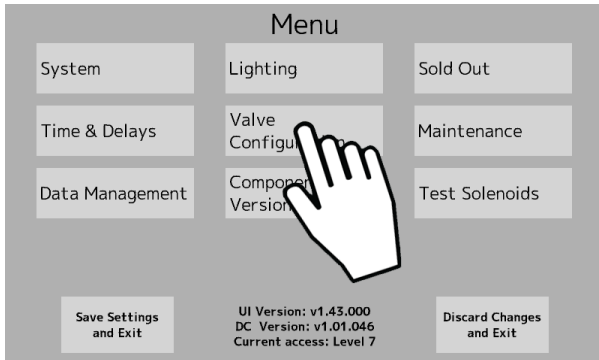 Menu
System
Lighting
Sold Out
Time & Delays
Valve
Maintenance
Data Management
Version
Test Solenoids
Save Settings
and Exit
UI Version: v1.43.000
DC Version: v1.01.046
Current access: Level 7
Discard Changes
and Exit